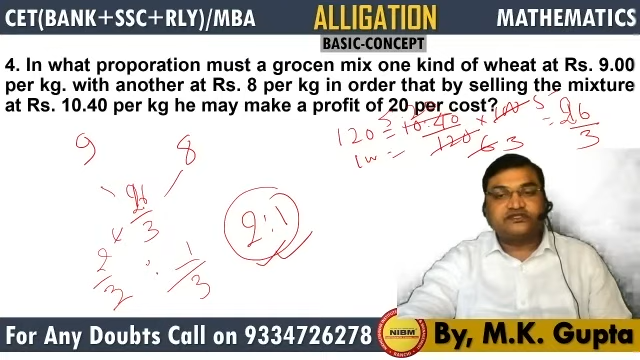 CET(BANK+SSC+RLY)/MBA ALLIGATION MATHEMATICS
BASIC-CONCEPT
4. In what proporation must a grocen mix one kind of wheat at Rs. 9.00
per kg. with another at Rs. 8 per kg in order that by selling the mixture
at Rs. 10.40 per kg he may make a profit of 20 per cost?
120 = 10.40 × 100 = 26
120 3
9 8
26
3
2 : 1
3 3
2:1
For Any Doubts Call on 9334726278 NIBM By, M.K. Gupta